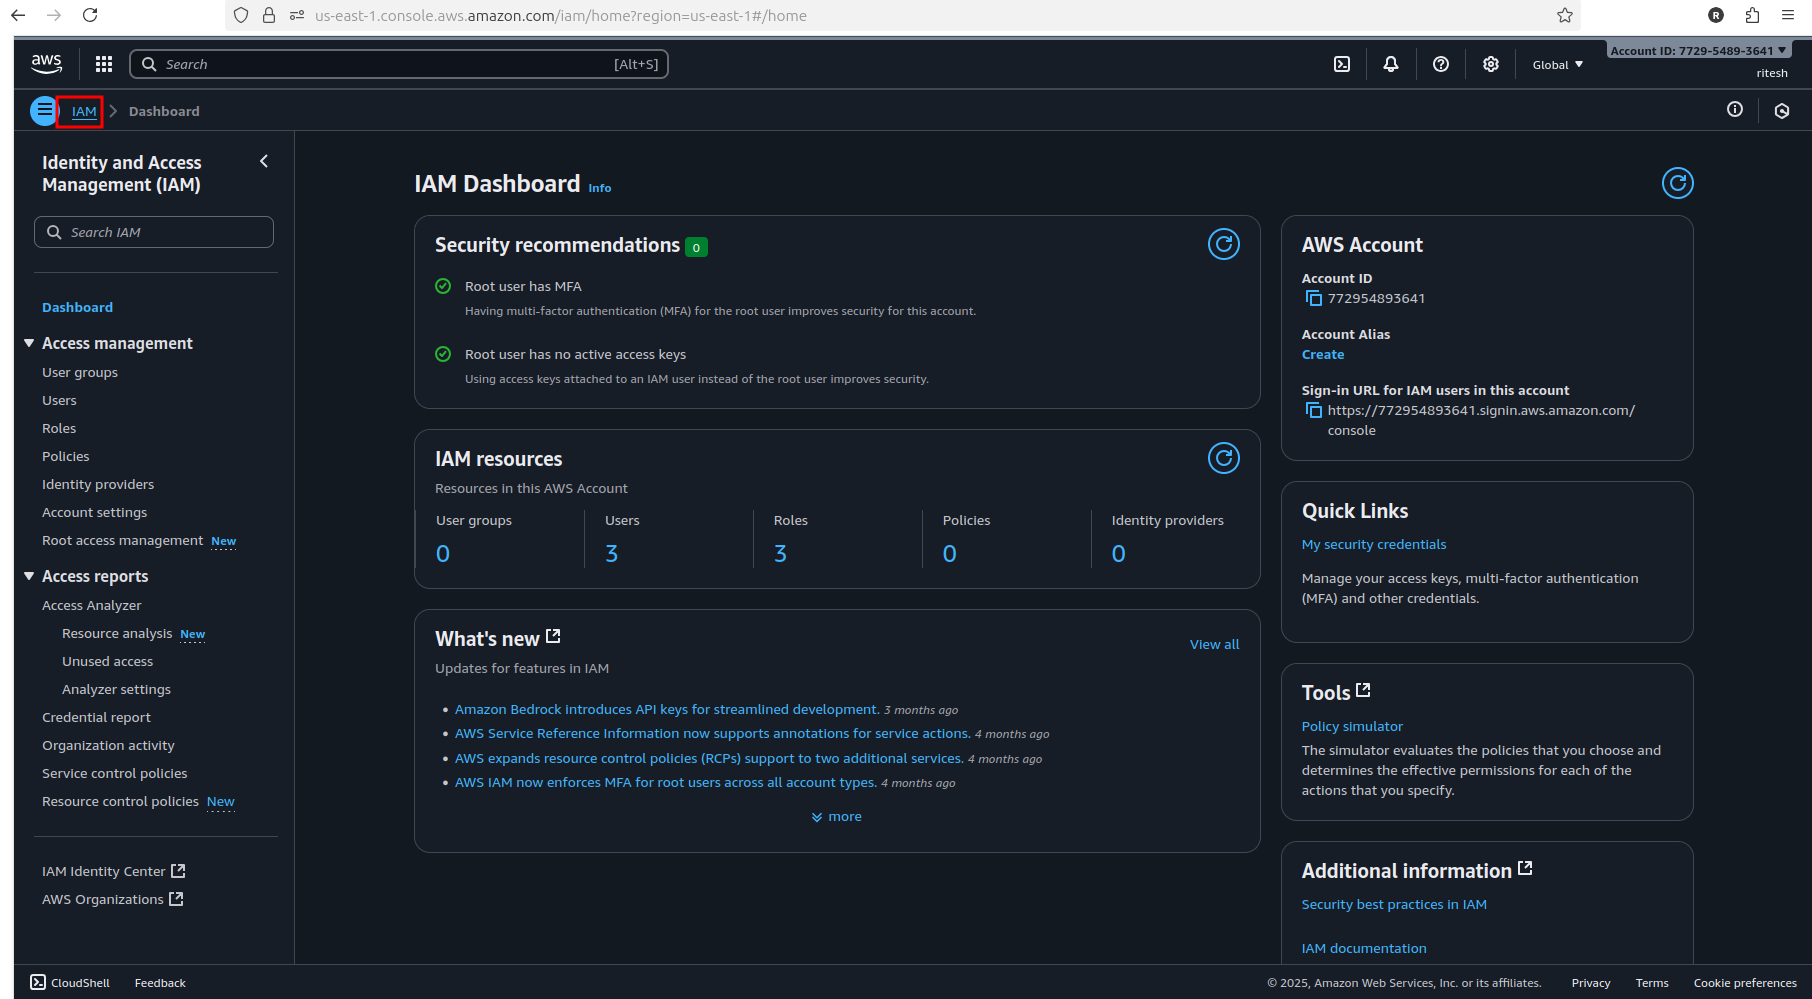 us-east-1.console.aws.amazon.com/iam/home?region=us-east-1#/home
R
aws
Search [Alt+S]
Global
Account ID: 7729-5489-3641
ritesh
IAM Dashboard
Identity and Access
Management (IAM)
Search IAM
Dashboard
Access management
User groups
Users
Roles
Policies
Identity providers
Account settings
Root access management New
Access reports
Access Analyzer
Resource analysis New
Unused access
Analyzer settings
Credential report
Organization activity
Service control policies
Resource control policies New
IAM Identity Center
AWS Organizations
IAM Dashboard Info
Security recommendations 0
Root user has MFA
Having multi-factor authentication (MFA) for the root user improves security for this account.
Root user has no active access keys
Using access keys attached to an IAM user instead of the root user improves security.
IAM resources
Resources in this AWS Account
User groups
0
Users
3
Roles
3
Policies
0
Identity providers
0
What's new
View all
Updates for features in IAM
Amazon Bedrock introduces API keys for streamlined development. 3 months ago
AWS Service Reference Information now supports annotations for service actions. 4 months ago
AWS expands resource control policies (RCPs) support to two additional services. 4 months ago
AWS IAM now enforces MFA for root users across all account types. 4 months ago
more
AWS Account
Account ID
772954893641
Account Alias
Create
Sign-in URL for IAM users in this account
https://772954893641.signin.aws.amazon.com/
console
Quick Links
My security credentials
Manage your access keys, multi-factor authentication
(MFA) and other credentials.
Tools
Policy simulator
The simulator evaluates the policies that you choose and
determines the effective permissions for each of the
actions that you specify.
Additional information
Security best practices in IAM
IAM documentation
CloudShell Feedback
© 2025, Amazon Web Services, Inc. or its affiliates. Privacy Terms Cookie preferences